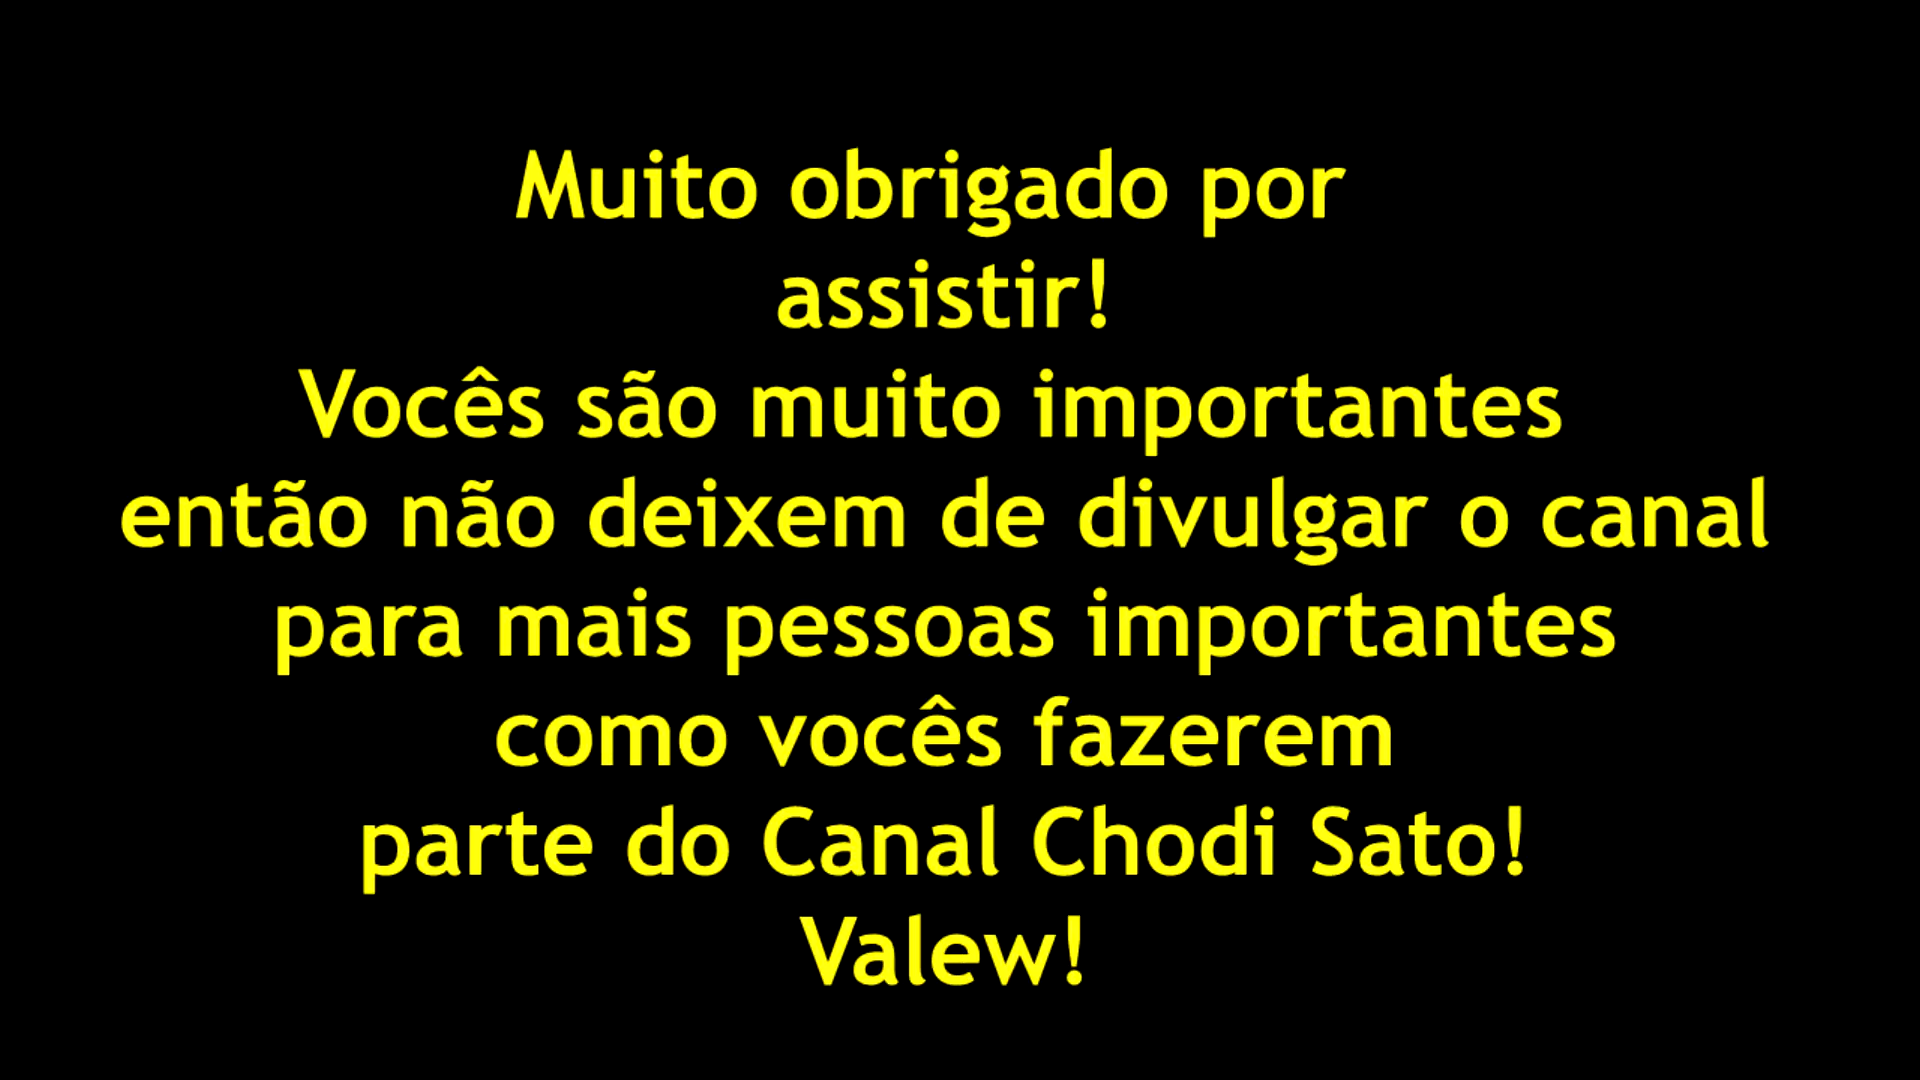 Muito obrigado por
assistir!
Vocês são muito importantes
então não deixem de divulgar o canal
para mais pessoas importantes
como vocês fazerem
parte do Canal Chodi Sato!
Valew!